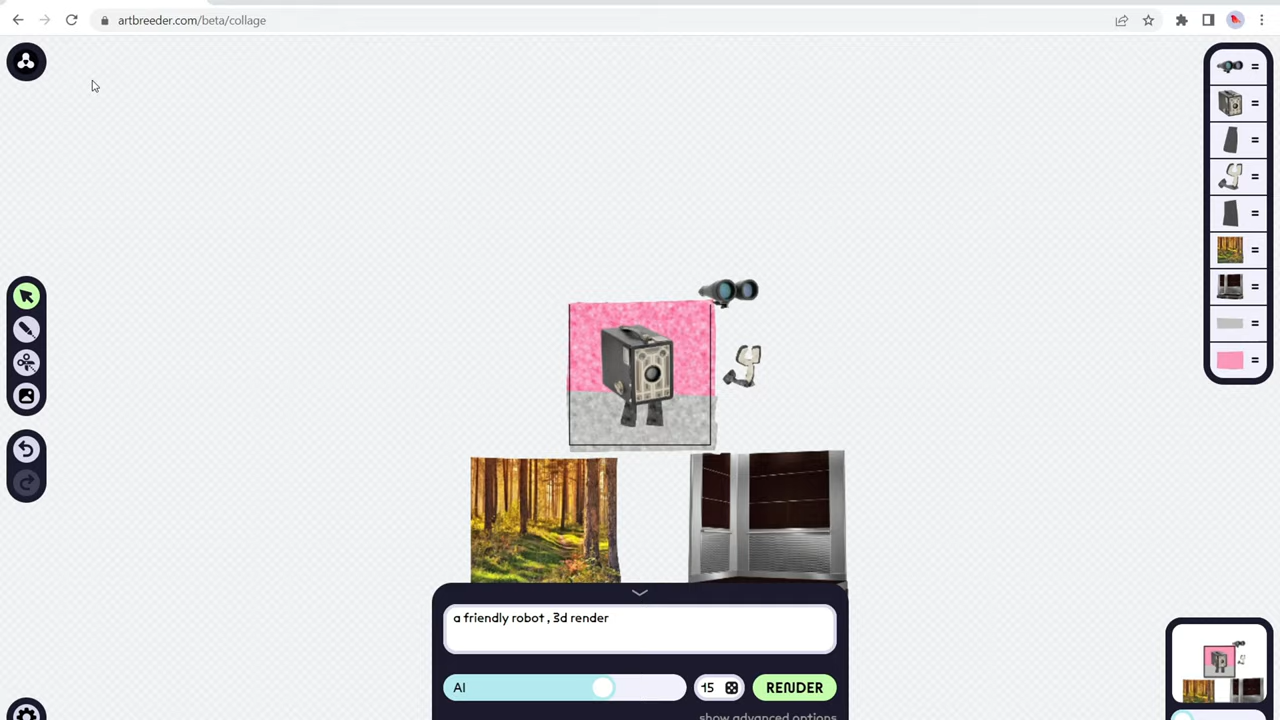 artbreeder.com/beta/collage
a friendly robot , 3d render
AI
15
RENDER
show advanced options